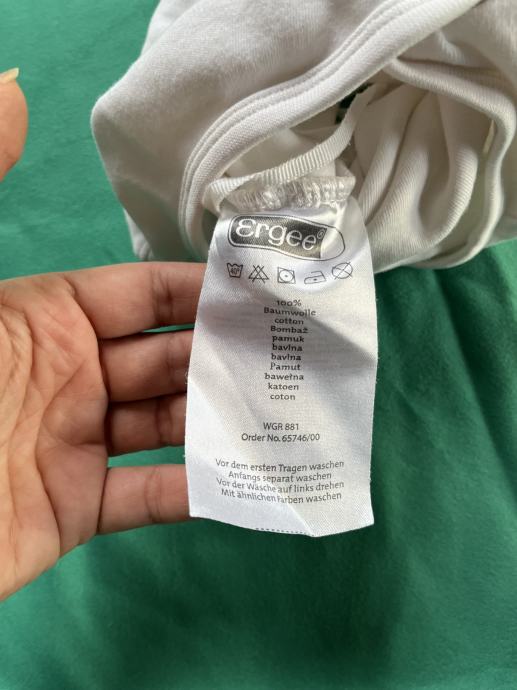 ergee®
40°
100%
Baumwolle
cotton
Bombaž
pamuk
bavlna
bavlna
Pamut
bawełna
katoen
coton
WGR 881
Order No. 65746/00
Vor dem ersten Tragen waschen
Anfangs separat waschen
Vor der Wäsche auf links drehen
Mit ähnlichen Farben waschen